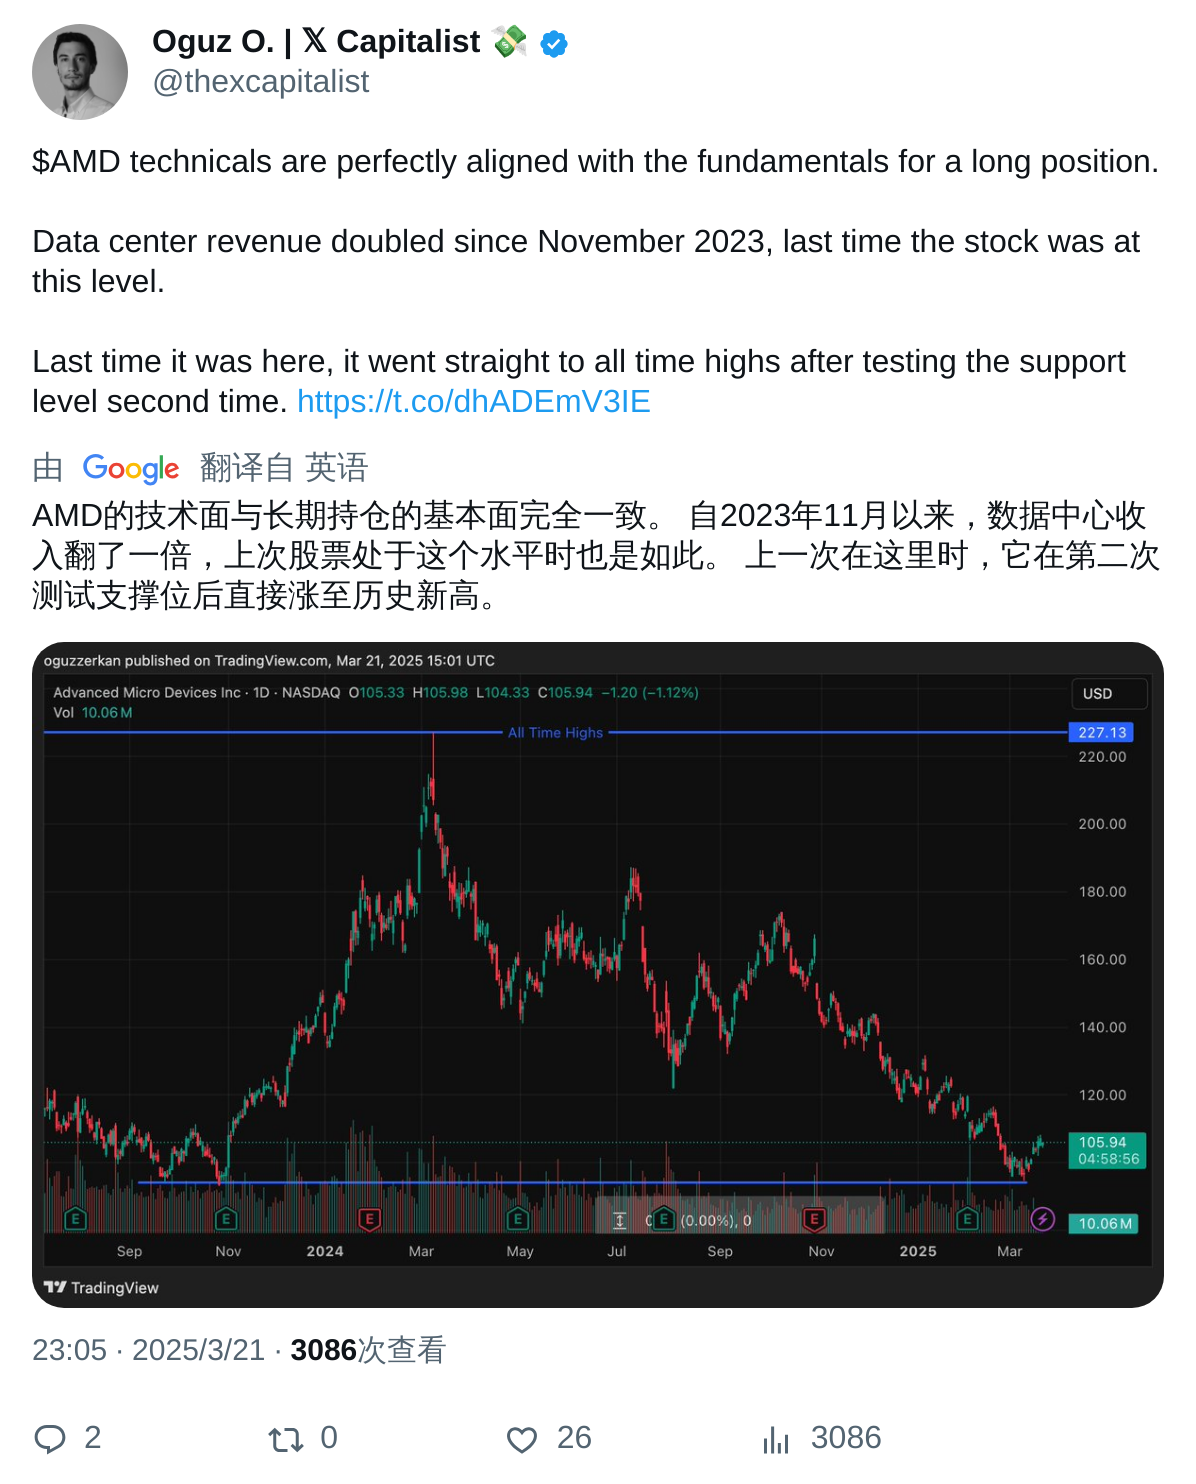 Oguz O. | 𝕏 Capitalist 💸
@thexcapitalist
$AMD technicals are perfectly aligned with the fundamentals for a long position.
Data center revenue doubled since November 2023, last time the stock was at
this level.
Last time it was here, it went straight to all time highs after testing the support
level second time. https://t.co/dhADEmV3IE
由 Google 翻译自 英语
AMD的技术面与长期持仓的基本面完全一致。 自2023年11月以来，数据中心收
入翻了一倍，上次股票处于这个水平时也是如此。 上一次在这里时，它在第二次
测试支撑位后直接涨至历史新高。
oguzzerkan published on TradingView.com, Mar 21, 2025 15:01 UTC
Advanced Micro Devices Inc · 1D · NASDAQ O105.33 H105.98 L104.33 C105.94 −1.20 (−1.12%)
USD
Vol 10.06M
All Time Highs
227.13
220.00
200.00
180.00
160.00
140.00
120.00
105.94
04:58:56
E E E E E (0.00%), 0 E E
10.06M
Sep Nov 2024 Mar May Jul Sep Nov 2025 Mar
TradingView
23:05 · 2025/3/21 · 3086次查看
2 0 26 3086